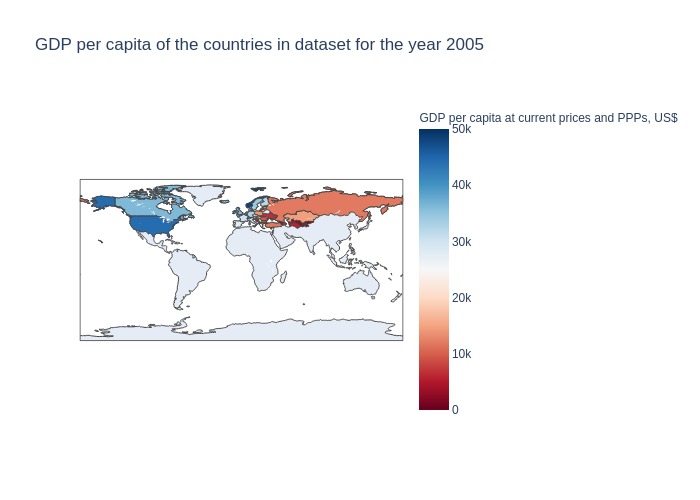 GDP per capita of the countries in dataset for the year 2005
GDP per capita at current prices and PPPs, US$
50k
40k
30k
20k
10k
0